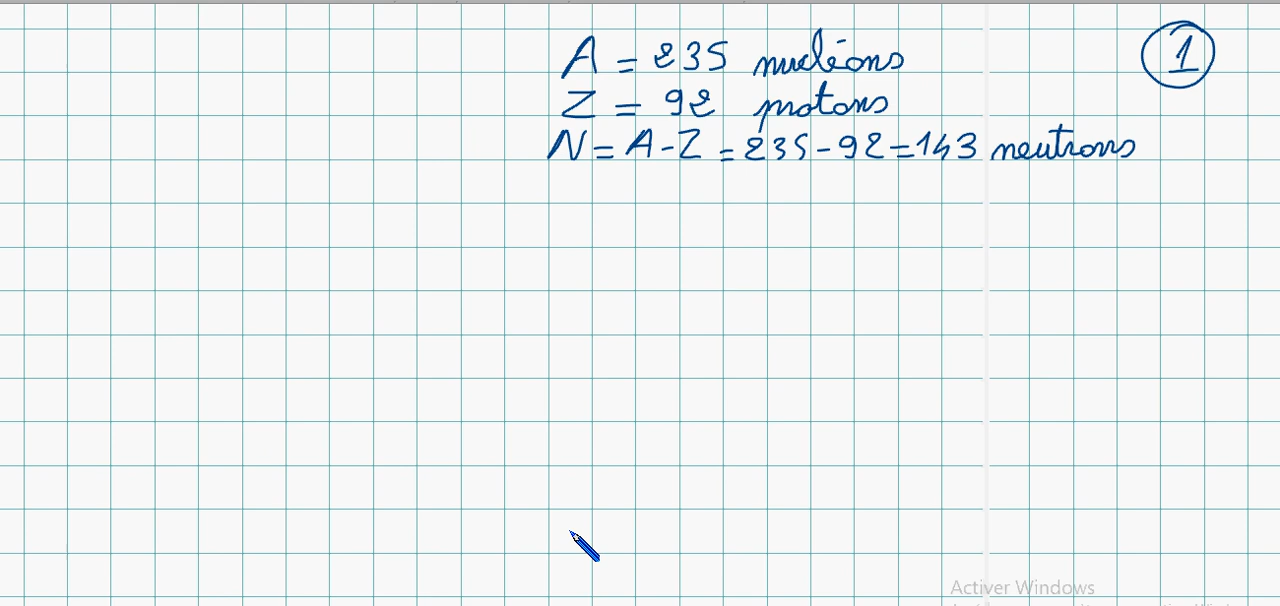 A = 235 nucléons
1
Z = 92 protons
N = A - Z = 235 - 92 = 143 neutrons
Activer Windows